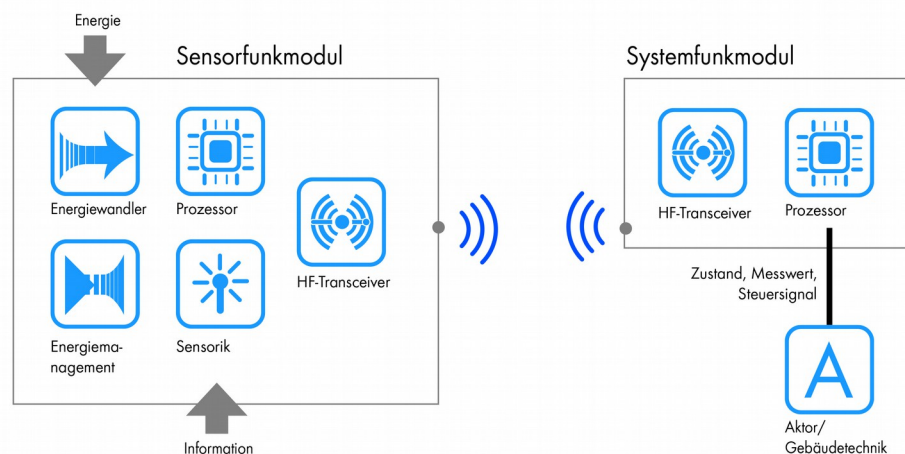 Energie
Sensorfunkmodul
Energiewandler
Prozessor
HF-Transceiver
Energiema-
nagement
Sensorik
Information
Systemfunkmodul
HF-Transceiver
Prozessor
Zustand, Messwert,
Steuersignal
A
Aktor/
Gebäudetechnik